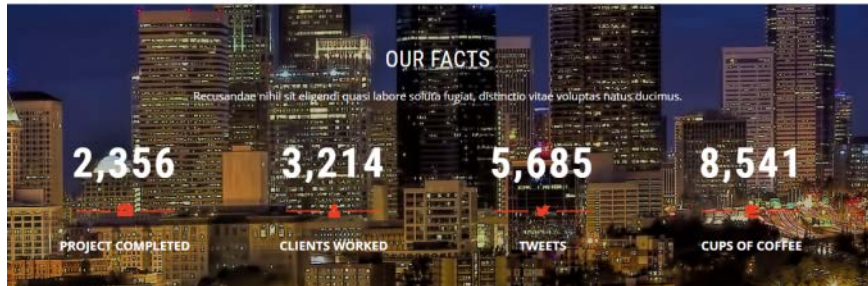 OUR FACTS
Recusandae nihil sit eligendi quasi labore soluta fugiat, distinctio vitae voluptas natus ducimus.
2,356 3,214 5,685 8,541
PROJECT COMPLETED CLIENTS WORKED TWEETS CUPS OF COFFEE